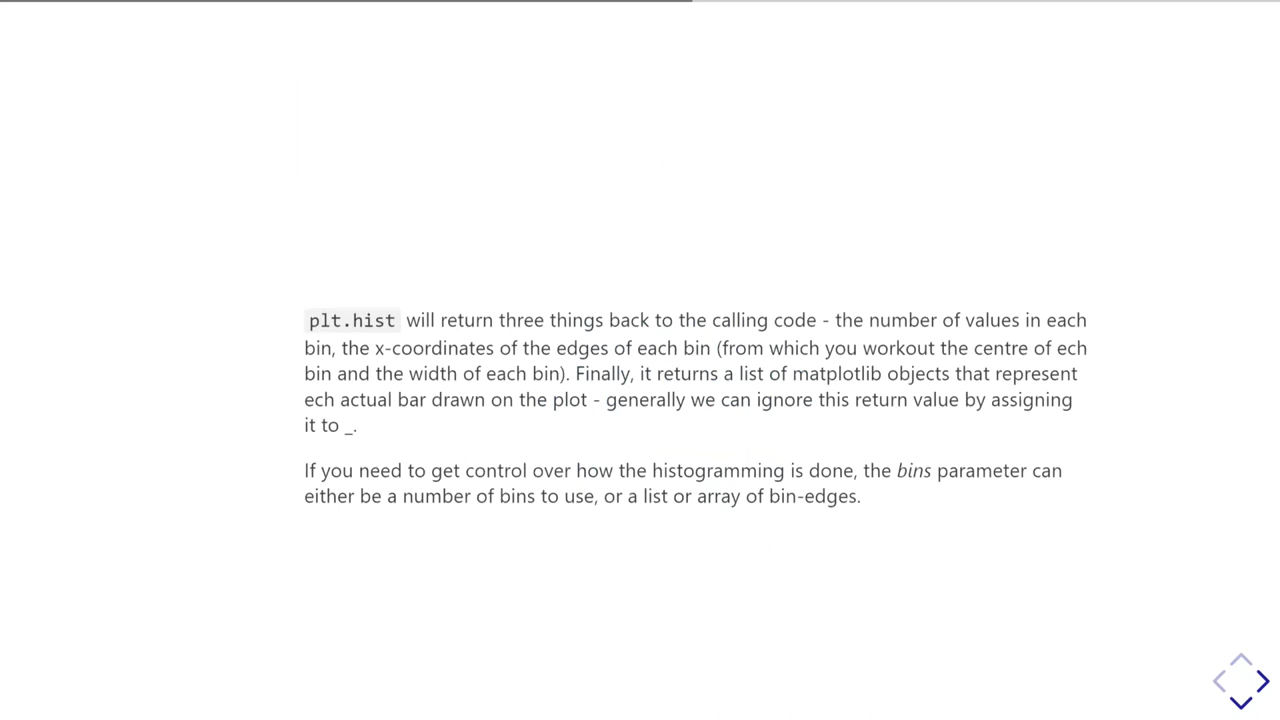 plt.hist will return three things back to the calling code - the number of values in each
bin, the x-coordinates of the edges of each bin (from which you workout the centre of ech
bin and the width of each bin). Finally, it returns a list of matplotlib objects that represent
ech actual bar drawn on the plot - generally we can ignore this return value by assigning
it to _.
If you need to get control over how the histogramming is done, the bins parameter can
either be a number of bins to use, or a list or array of bin-edges.